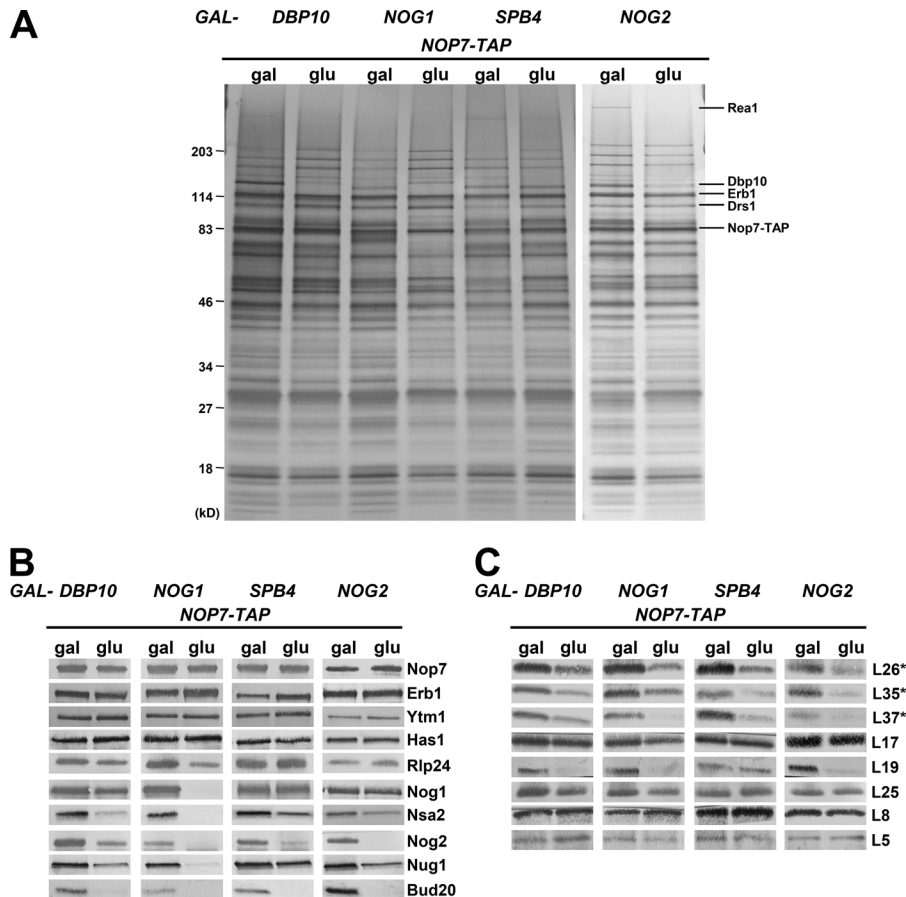 A
GAL- DBP10 NOG1 SPB4 NOG2
NOP7-TAP
gal glu gal glu gal glu gal glu
Rea1
203
Dbp10
114
Erb1
Drs1
83
Nop7-TAP
46
34
27
18
(kD)
B
GAL- DBP10 NOG1 SPB4 NOG2
NOP7-TAP
gal glu gal glu gal glu gal glu
Nop7
Erb1
Ytm1
Has1
Rlp24
Nog1
Nsa2
Nog2
Nug1
Bud20
C
GAL- DBP10 NOG1 SPB4 NOG2
NOP7-TAP
gal glu gal glu gal glu gal glu
L26*
L35*
L37*
L17
L19
L25
L8
L5